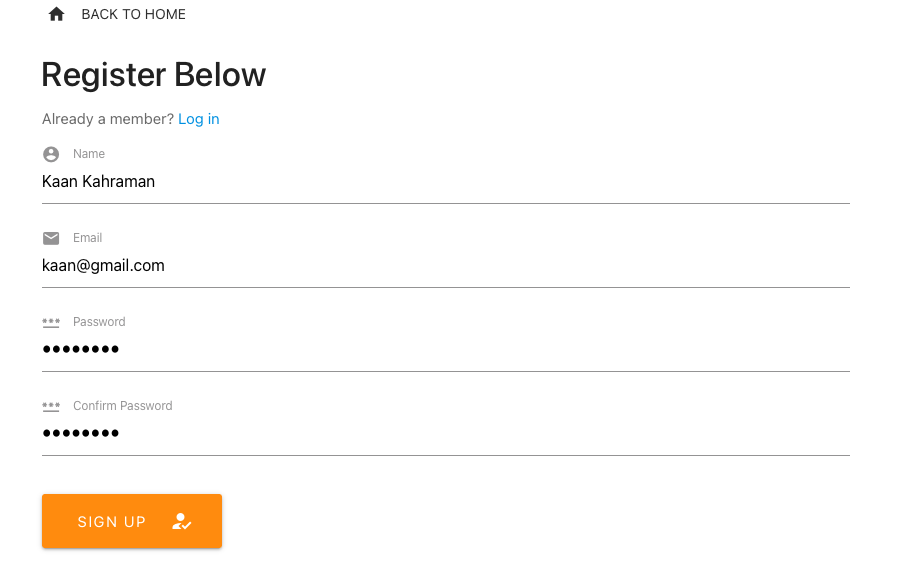 BACK TO HOME
Register Below
Already a member? Log in
Name
Kaan Kahraman
Email
kaan@gmail.com
Password
••••••••
Confirm Password
••••••••
SIGN UP